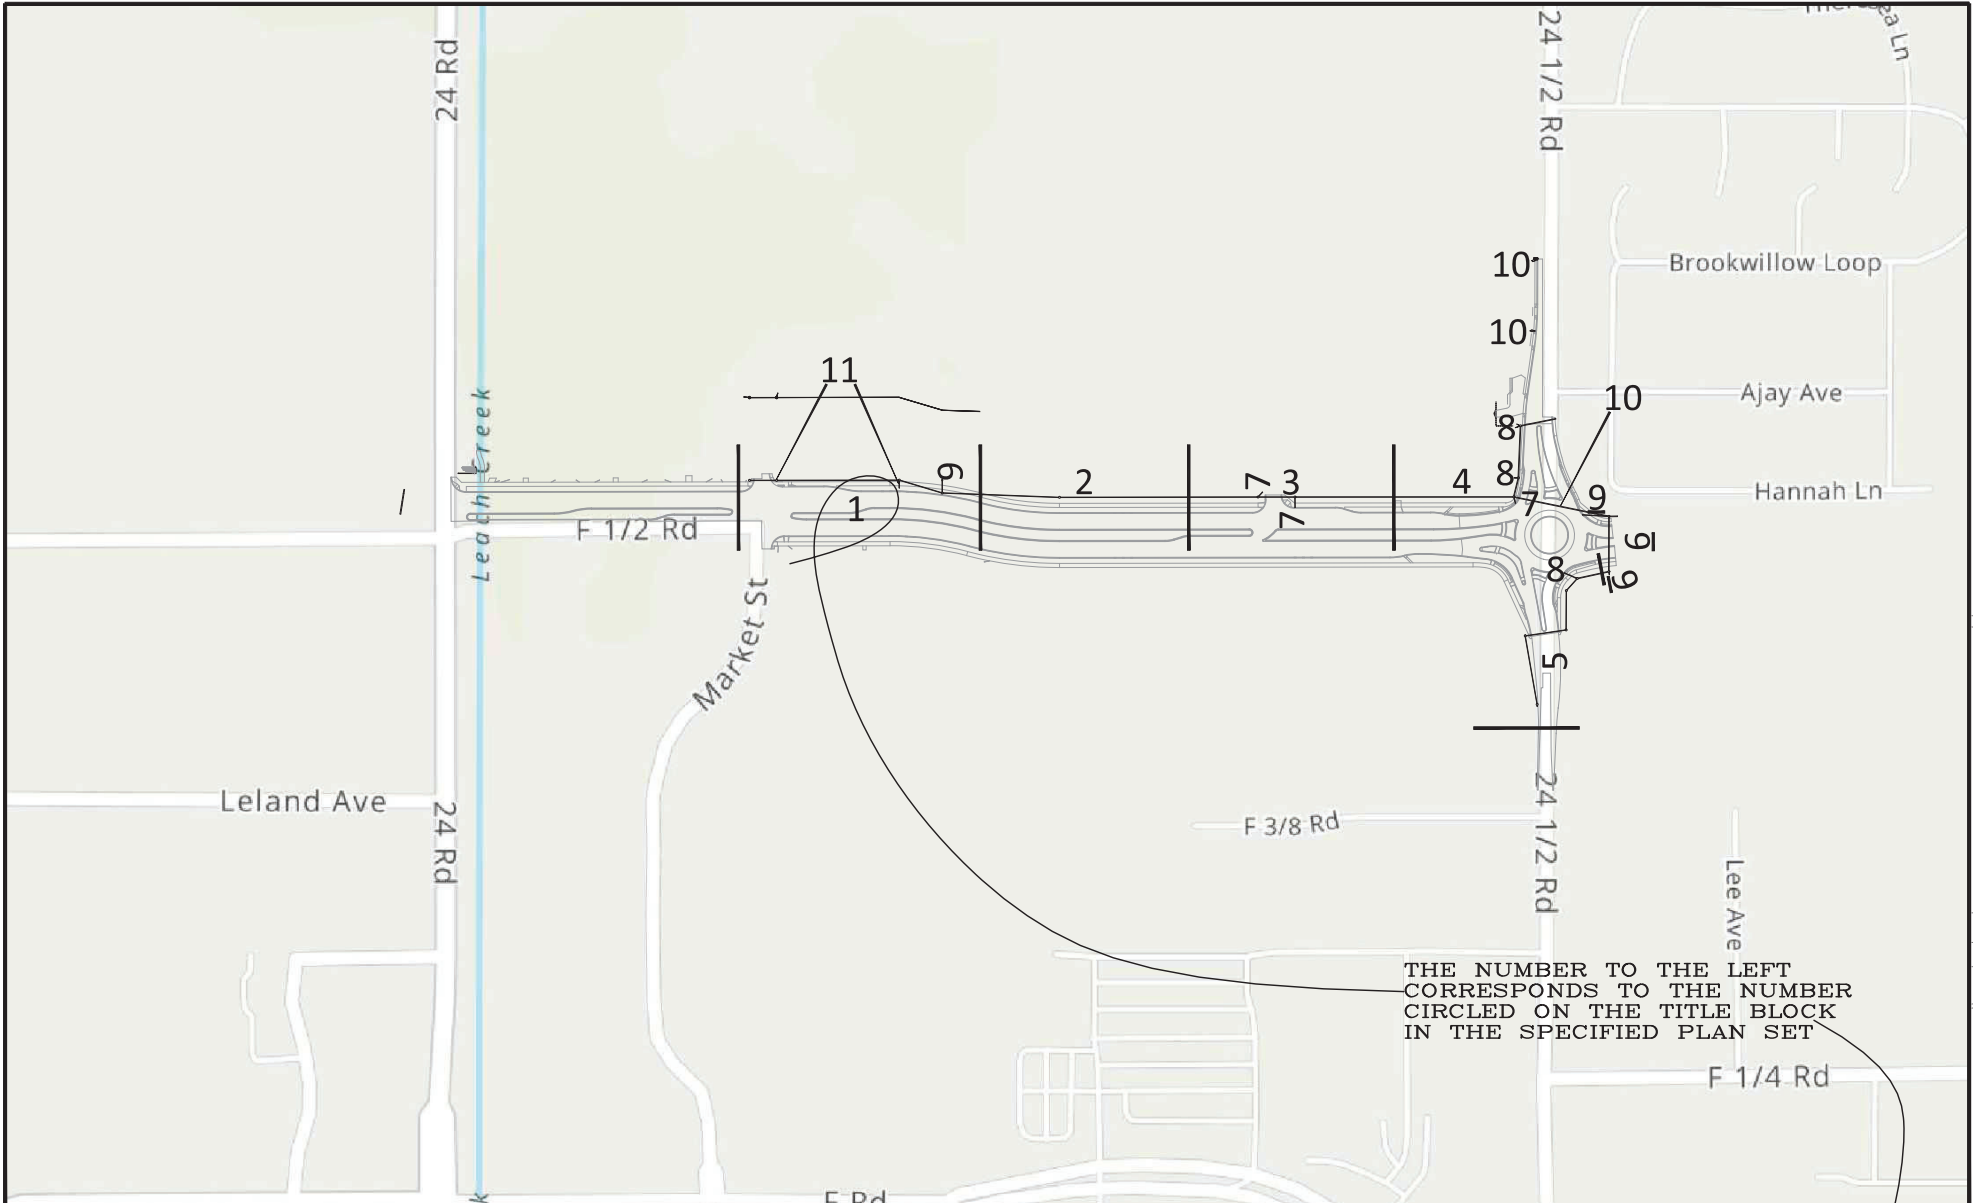 24 Rd
24 1/2 Rd
ea Ln
Brookwillow Loop
10
10
11
Ajay Ave
10
8
Leach Creek
9
2
7
3
4
8
Hannah Ln
9
7
1
7
F 1/2 Rd
6
8
9
Market St
5
Leland Ave
24 Rd
F 3/8 Rd
24 1/2 Rd
Lee Ave
THE NUMBER TO THE LEFT
CORRESPONDS TO THE NUMBER
CIRCLED ON THE TITLE BLOCK
IN THE SPECIFIED PLAN SET
F 1/4 Rd
F Rd
k